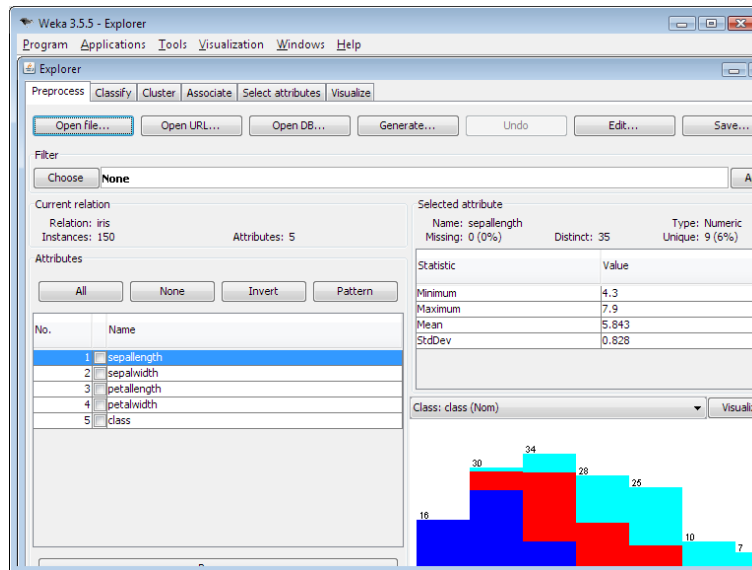 Weka 3.5.5 - Explorer
Program Applications Tools Visualization Windows Help
Explorer
Preprocess Classify Cluster Associate Select attributes Visualize
Open file... Open URL... Open DB... Generate... Undo Edit... Save...
Filter
Choose None
Current relation
Relation: iris
Instances: 150 Attributes: 5
Attributes
All None Invert Pattern
No. Name
1 sepallength
2 sepalwidth
3 petallength
4 petalwidth
5 class
Selected attribute
Name: sepallength Type: Numeric
Missing: 0 (0%) Distinct: 35 Unique: 9 (6%)
Statistic Value
Minimum 4.3
Maximum 7.9
Mean 5.843
StdDev 0.828
Class: class (Nom)
16 30 34 28 25 10 7